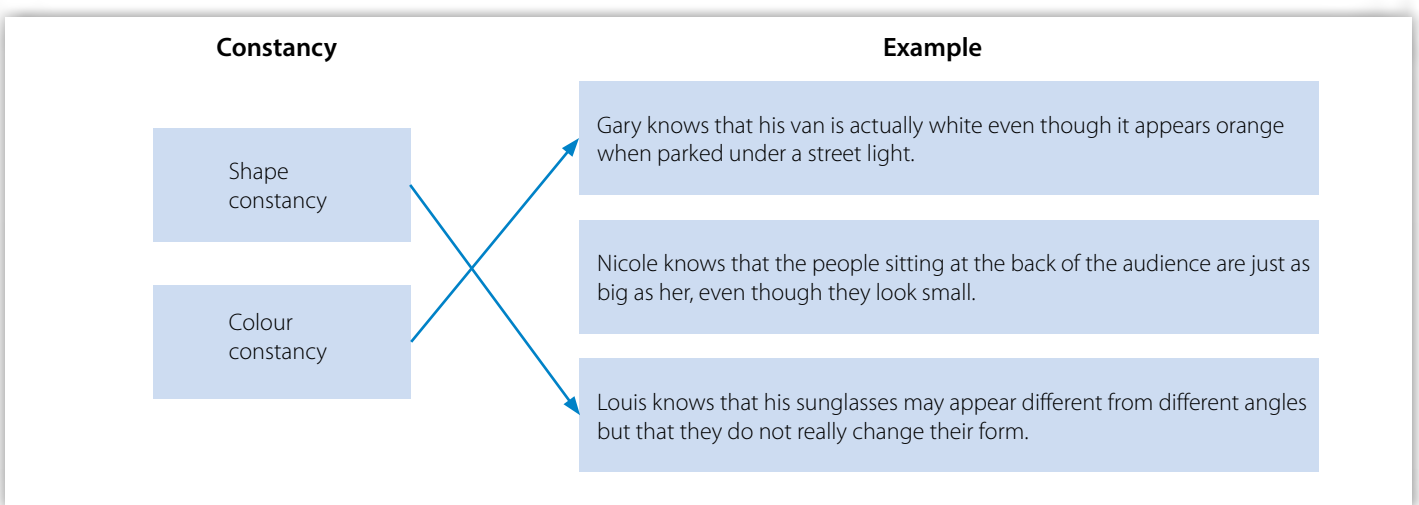 Constancy
Example
Shape
constancy
Colour
constancy
Gary knows that his van is actually white even though it appears orange
when parked under a street light.
Nicole knows that the people sitting at the back of the audience are just as
big as her, even though they look small.
Louis knows that his sunglasses may appear different from different angles
but that they do not really change their form.